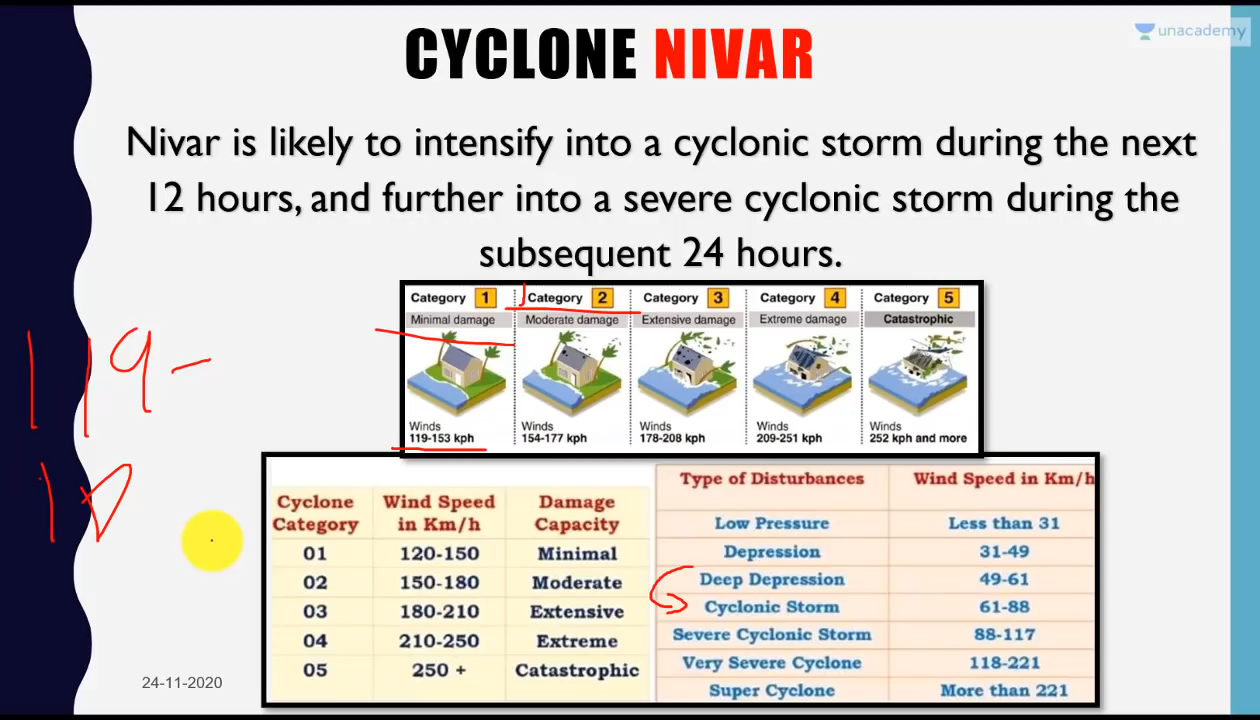 unacademy
CYCLONE NIVAR
Nivar is likely to intensify into a cyclonic storm during the next
12 hours, and further into a severe cyclonic storm during the
subsequent 24 hours.
Category 1 Category 2 Category 3 Category 4 Category 5
Minimal damage Moderate damage Extensive damage Extreme damage Catastrophic
Winds Winds Winds Winds Winds
119-153 kph 154-177 kph 178-208 kph 209-251 kph 252 kph and more
119-
Cyclone Category Wind Speed in Km/h Damage Capacity
01 120-150 Minimal
02 150-180 Moderate
03 180-210 Extensive
04 210-250 Extreme
05 250 + Catastrophic
Type of Disturbances Wind Speed in Km/h
Low Pressure Less than 31
Depression 31-49
Deep Depression 49-61
Cyclonic Storm 61-88
Severe Cyclonic Storm 88-117
Very Severe Cyclone 118-221
Super Cyclone More than 221
24-11-2020